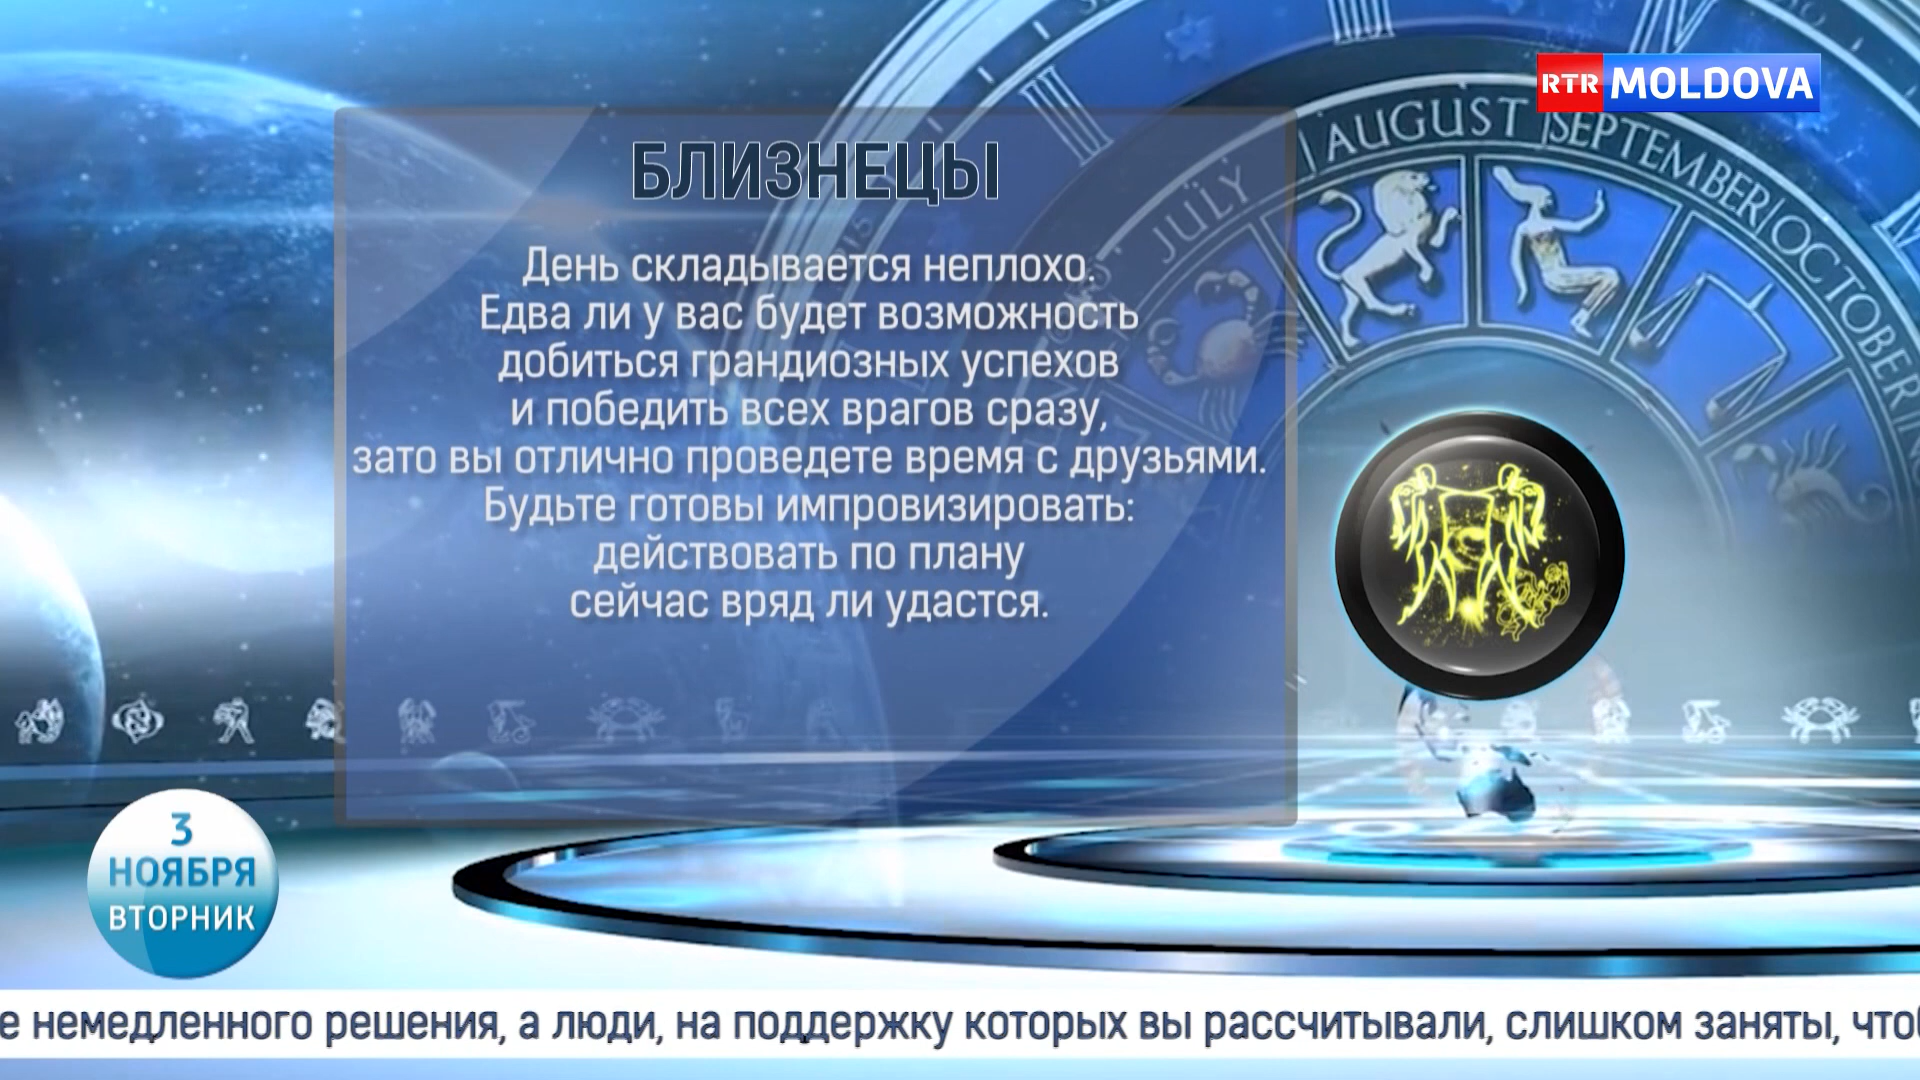 RTR MOLDOVA
JULY
AUGUST
SEPTEMBER
OCTOBER
БЛИЗНЕЦЫ
День складывается неплохо.
Едва ли у вас будет возможность
добиться грандиозных успехов
и победить всех врагов сразу,
зато вы отлично проведете время с друзьями.
Будьте готовы импровизировать:
действовать по плану
сейчас вряд ли удастся.
3
НОЯБРЯ
ВТОРНИК
е немедленного решения, а люди, на поддержку которых вы рассчитывали, слишком заняты, что